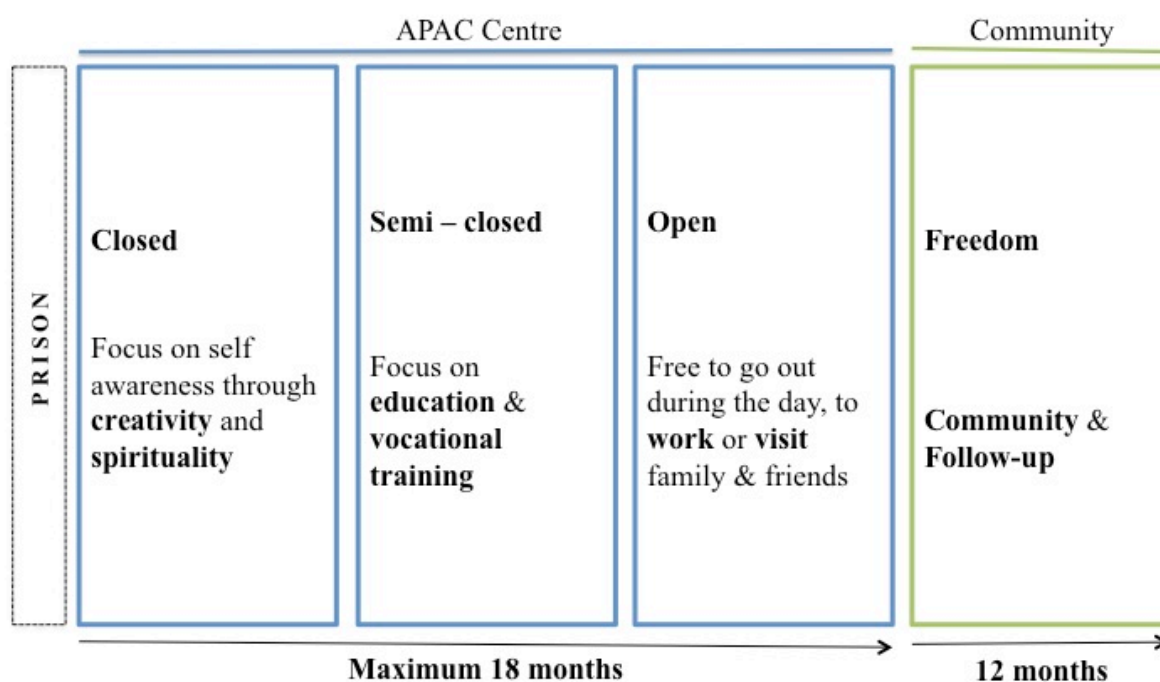 APAC Centre
Community
PRISON
Closed
Focus on self
awareness through
creativity and
spirituality
Semi – closed
Focus on
education &
vocational
training
Open
Free to go out
during the day, to
work or visit
family & friends
Freedom
Community &
Follow-up
Maximum 18 months
12 months